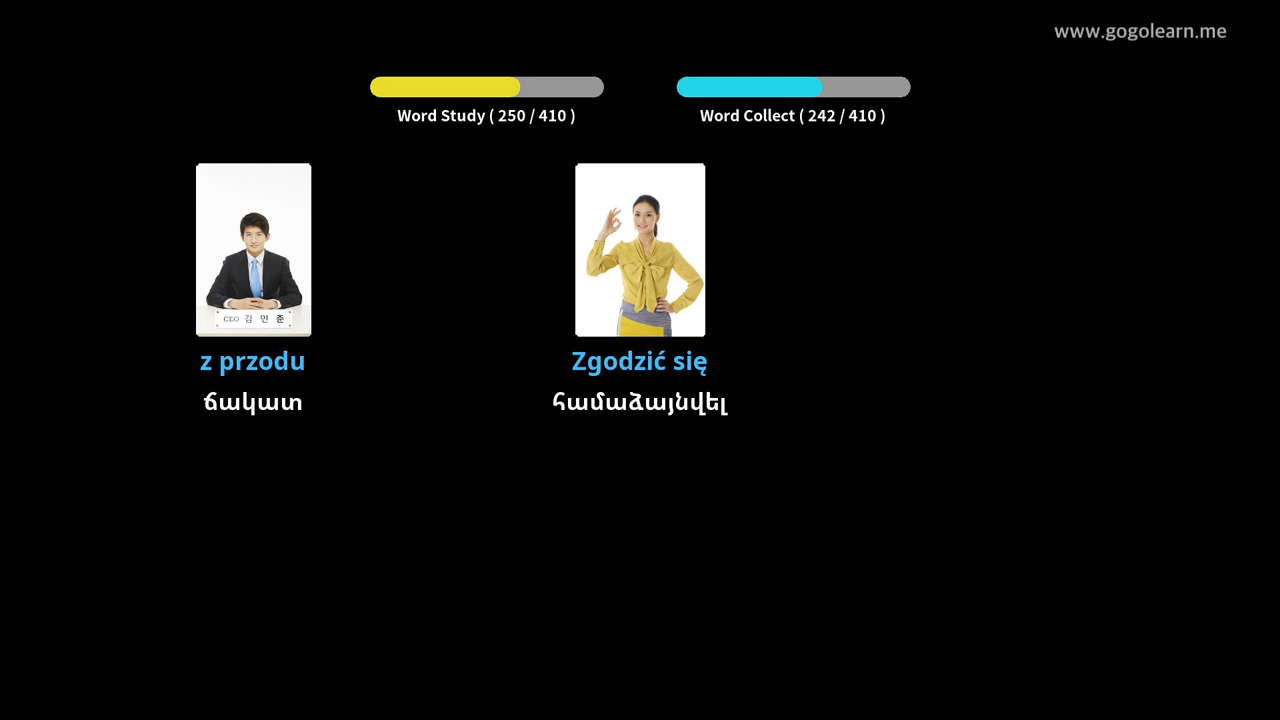 www.gogolearn.me
Word Study ( 250 / 410 )
Word Collect ( 242 / 410 )
CEO 김 민 준
z przodu
Zgodzić się
ճակատ
համաձայնվել